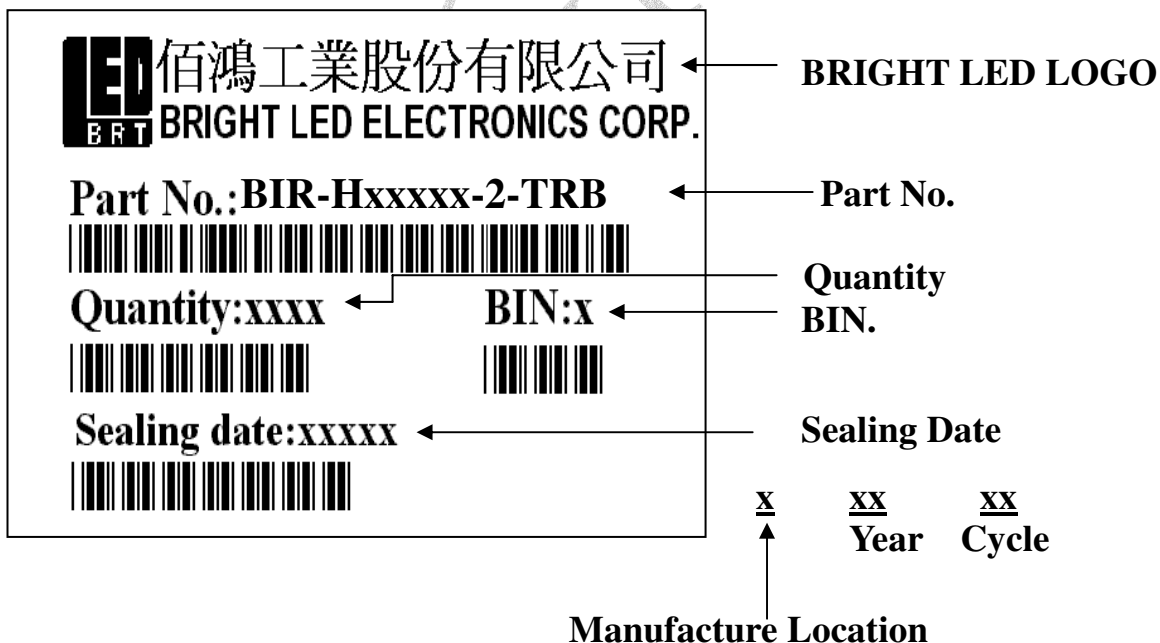 佰鴻工業股份有限公司
BRIGHT LED LOGO
LED
BRT
BRIGHT LED ELECTRONICS CORP.
Part No.:BIR-Hxxxxx-2-TRB
Part No.
Quantity
Quantity:xxxx
BIN:x
BIN.
Sealing date:xxxxx
Sealing Date
x xx xx
Year Cycle
Manufacture Location